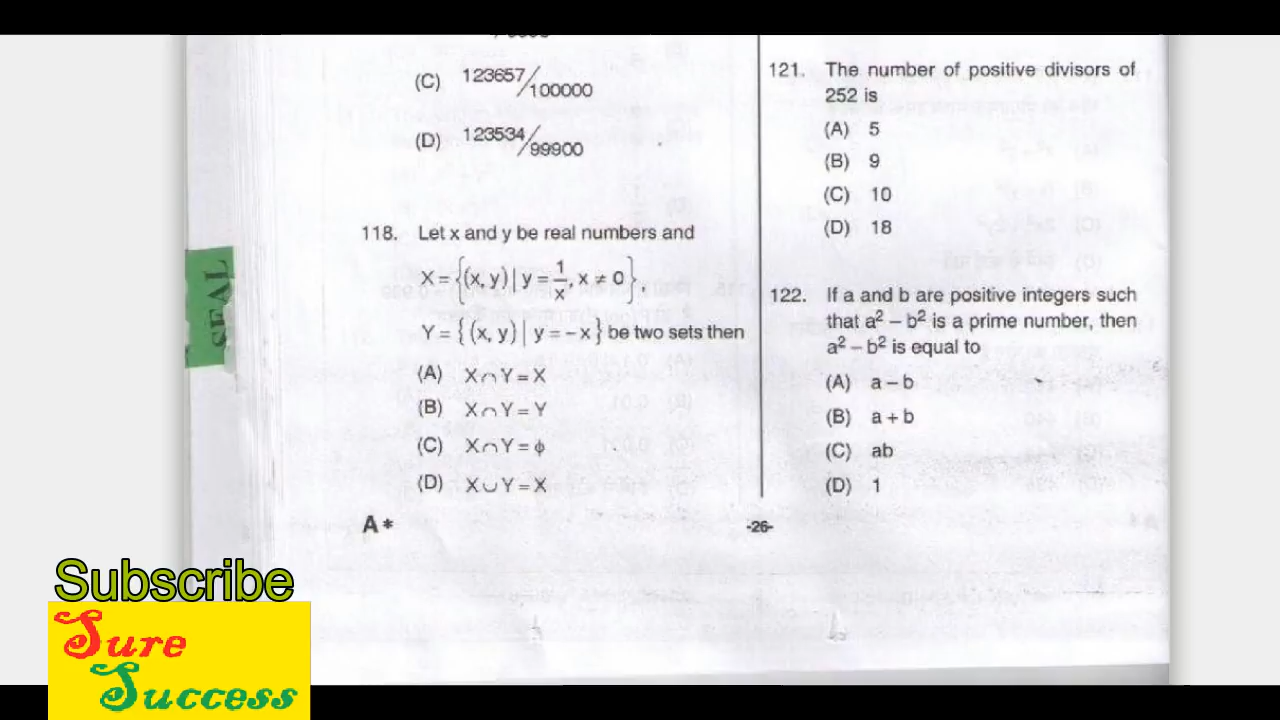 (C) 123657/100000
(D) 123534/99900
118. Let x and y be real numbers and
X = {(x, y) | y = 1/x, x ≠ 0},
Y = { (x, y) | y = −x } be two sets then
(A) X ∩ Y = X
(B) X ∩ Y = Y
(C) X ∩ Y = ϕ
(D) X ∪ Y = X
A*
121. The number of positive divisors of
252 is
(A) 5
(B) 9
(C) 10
(D) 18
122. If a and b are positive integers such
that a² − b² is a prime number, then
a² − b² is equal to
(A) a − b
(B) a + b
(C) ab
(D) 1
-26-
SEAL
Subscribe
Sure
Success